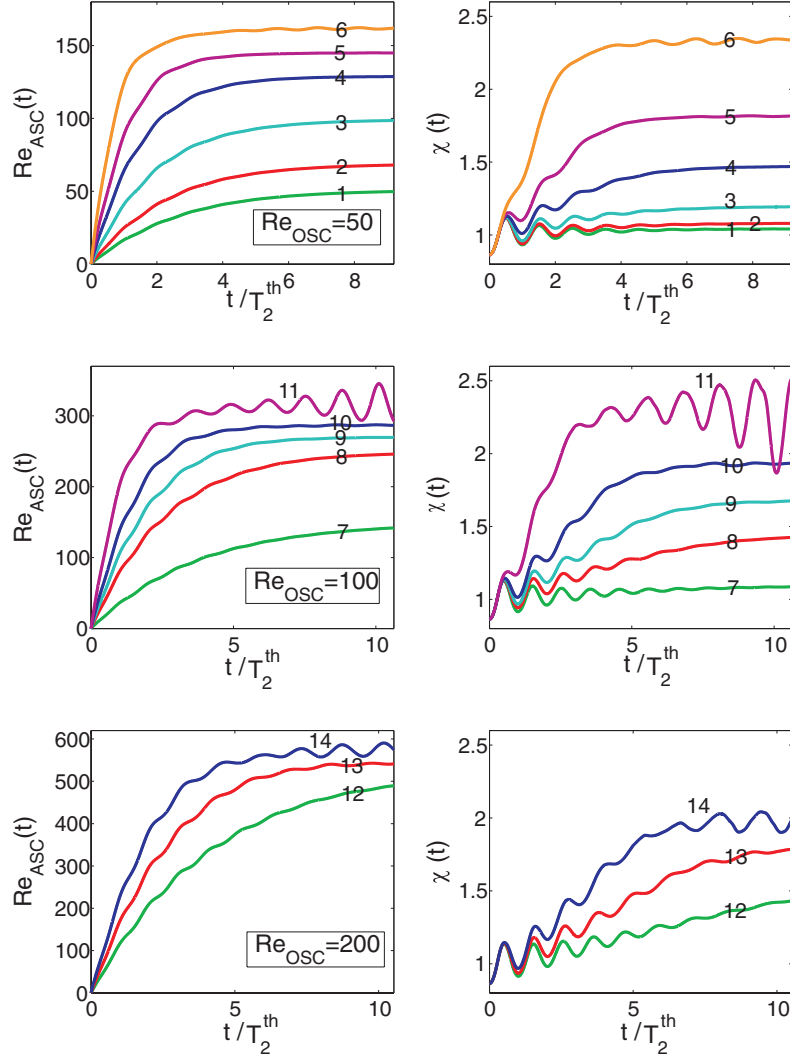 150
100
50
0
Re_ASC(t)
6
5
4
3
2
1
Re_OSC=50
0 2 4 6 8
t/T_2^th
2.5
2
1.5
1
χ(t)
6
5
4
3
2
1
0 2 4 6 8
t/T_2^th
300
200
100
0
Re_ASC(t)
11
10
9
8
7
Re_OSC=100
0 5 10
t/T_2^th
2.5
2
1.5
1
χ(t)
11
10
9
8
7
0 5 10
t/T_2^th
600
500
400
300
200
100
0
Re_ASC(t)
14
13
12
Re_OSC=200
0 5 10
t/T_2^th
2.5
2
1.5
1
χ(t)
14
13
12
0 5 10
t/T_2^th